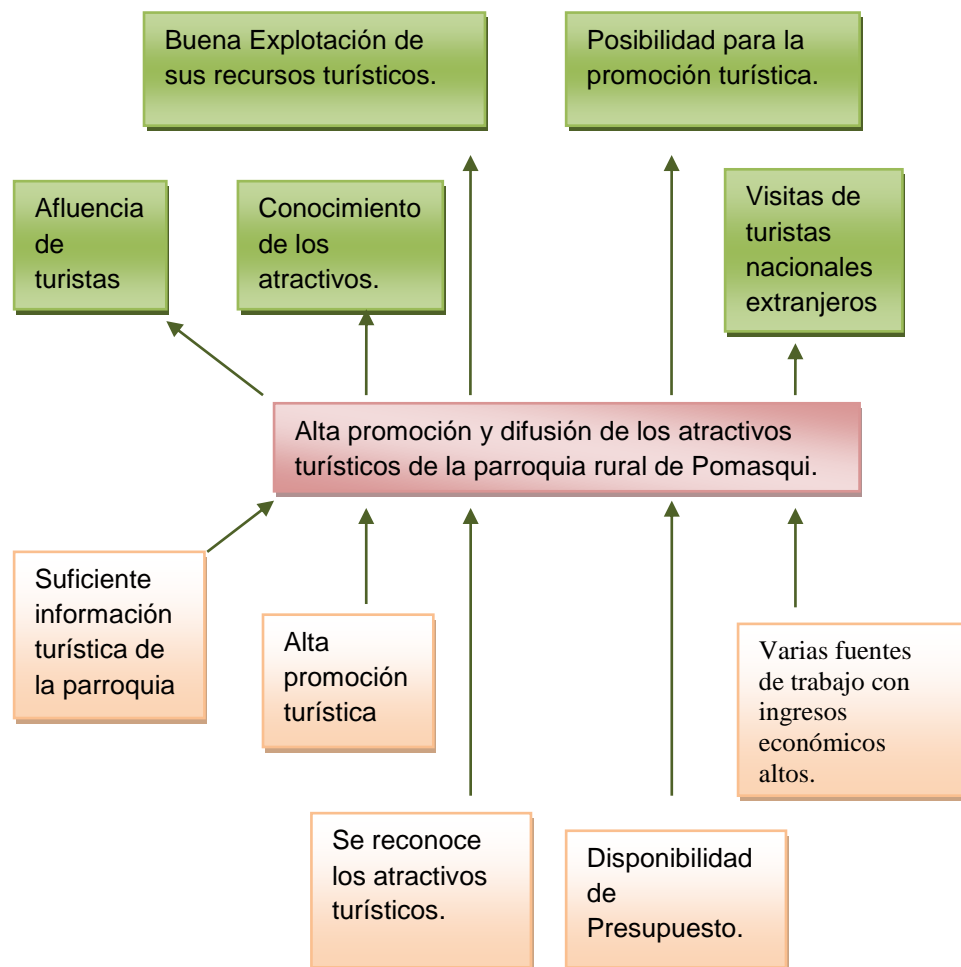 Buena Explotación de
sus recursos turísticos.
Posibilidad para la
promoción turística.
Afluencia
de
turistas
Conocimiento
de los
atractivos.
Visitas de
turistas
nacionales
extranjeros
Alta promoción y difusión de los atractivos
turísticos de la parroquia rural de Pomasqui.
Suficiente
información
turística de
la parroquia
Alta
promoción
turística
Varias fuentes
de trabajo con
ingresos
económicos
altos.
Se reconoce
los atractivos
turísticos.
Disponibilidad
de
Presupuesto.